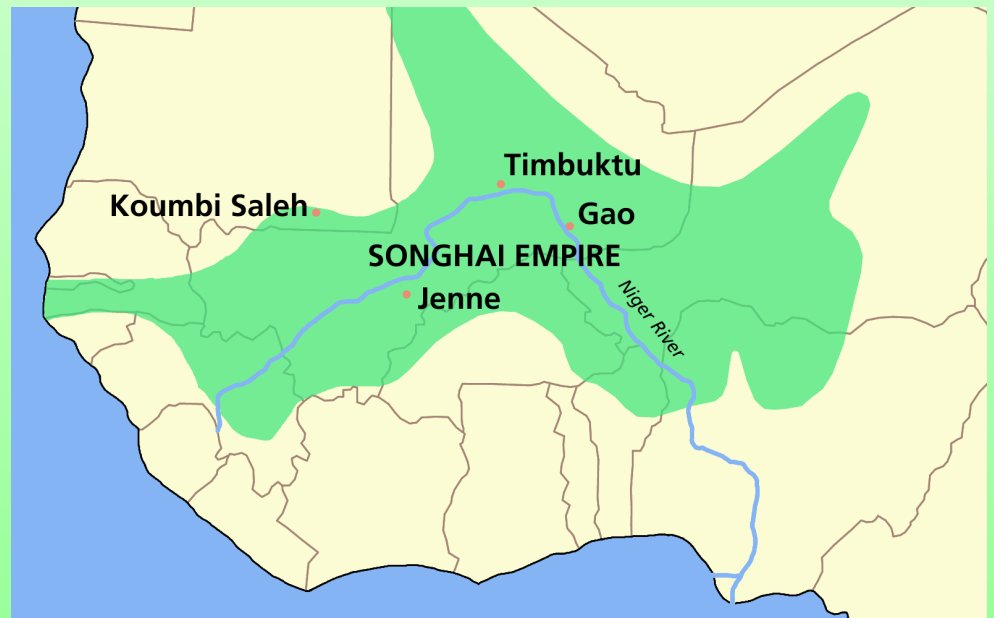 Timbuktu
Koumbi Saleh
Gao
SONGHAI EMPIRE
Jenne
Niger River